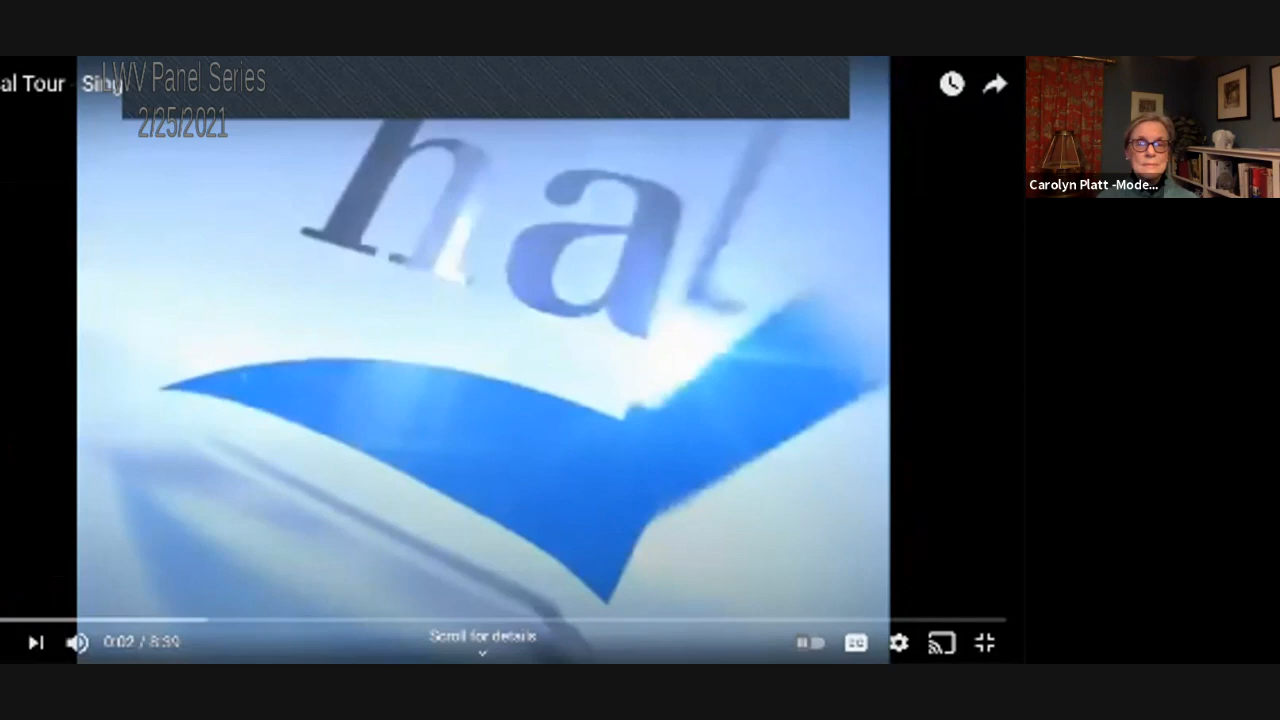 LWV Panel Series
al Tour
2/25/2021
hal
Carolyn Platt -Mode...
0:02 / 8:39
Scroll for details
CC